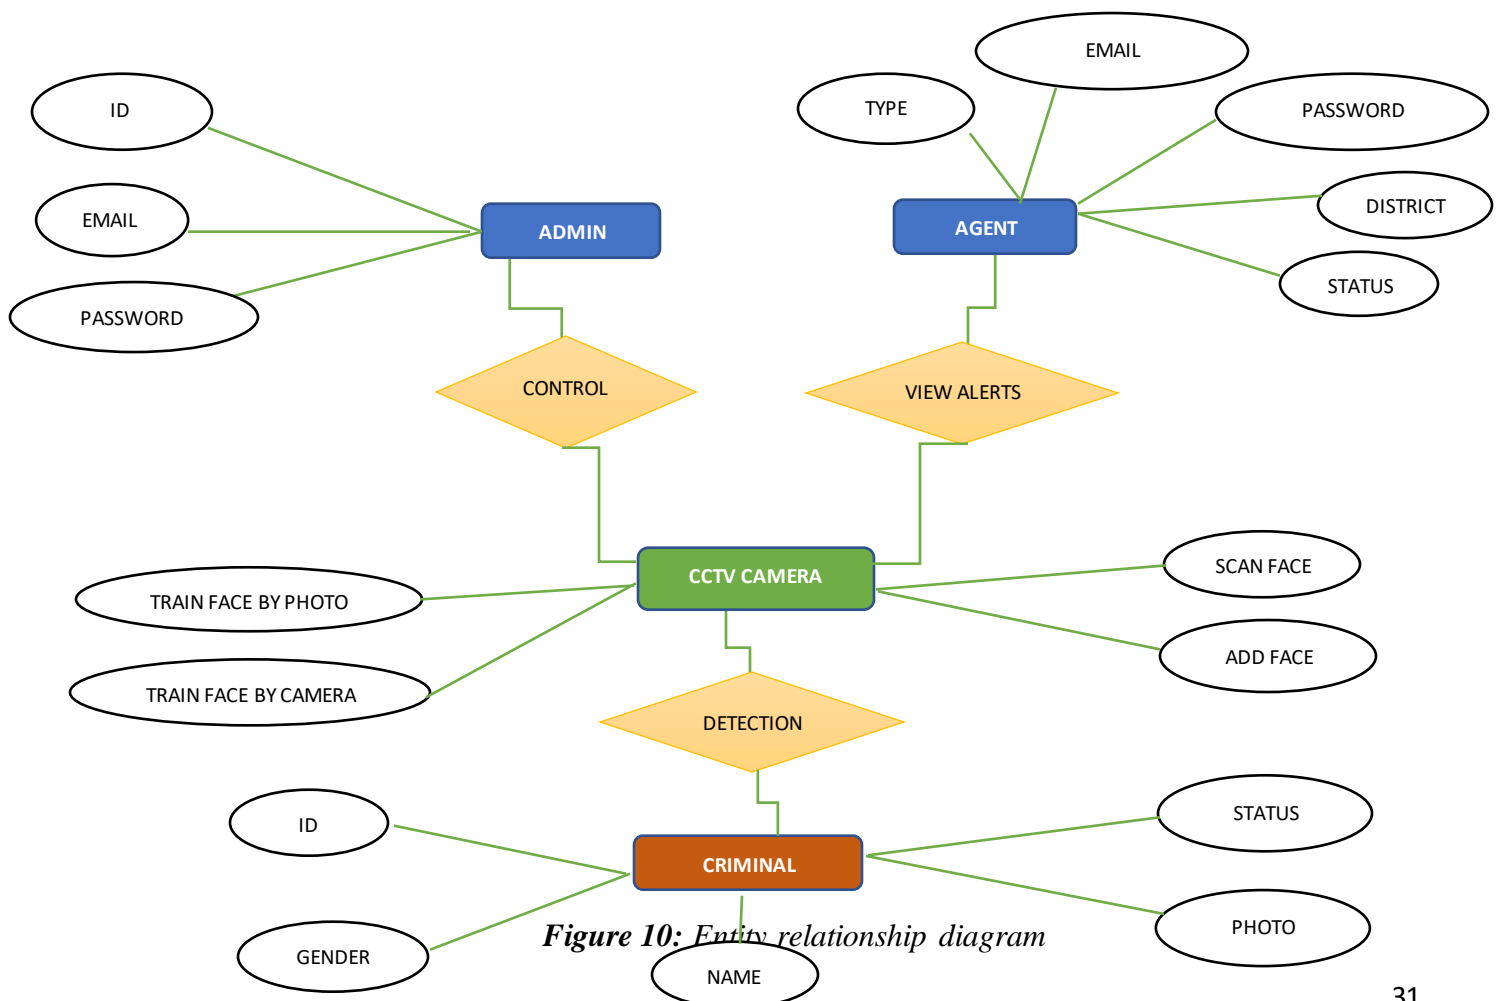 EMAIL
ID
TYPE
PASSWORD
EMAIL
DISTRICT
ADMIN
AGENT
STATUS
PASSWORD
CONTROL
VIEW ALERTS
CCTV CAMERA
SCAN FACE
TRAIN FACE BY PHOTO
ADD FACE
TRAIN FACE BY CAMERA
DETECTION
ID
STATUS
CRIMINAL
PHOTO
Figure 10: Entity relationship diagram
GENDER
NAME
31